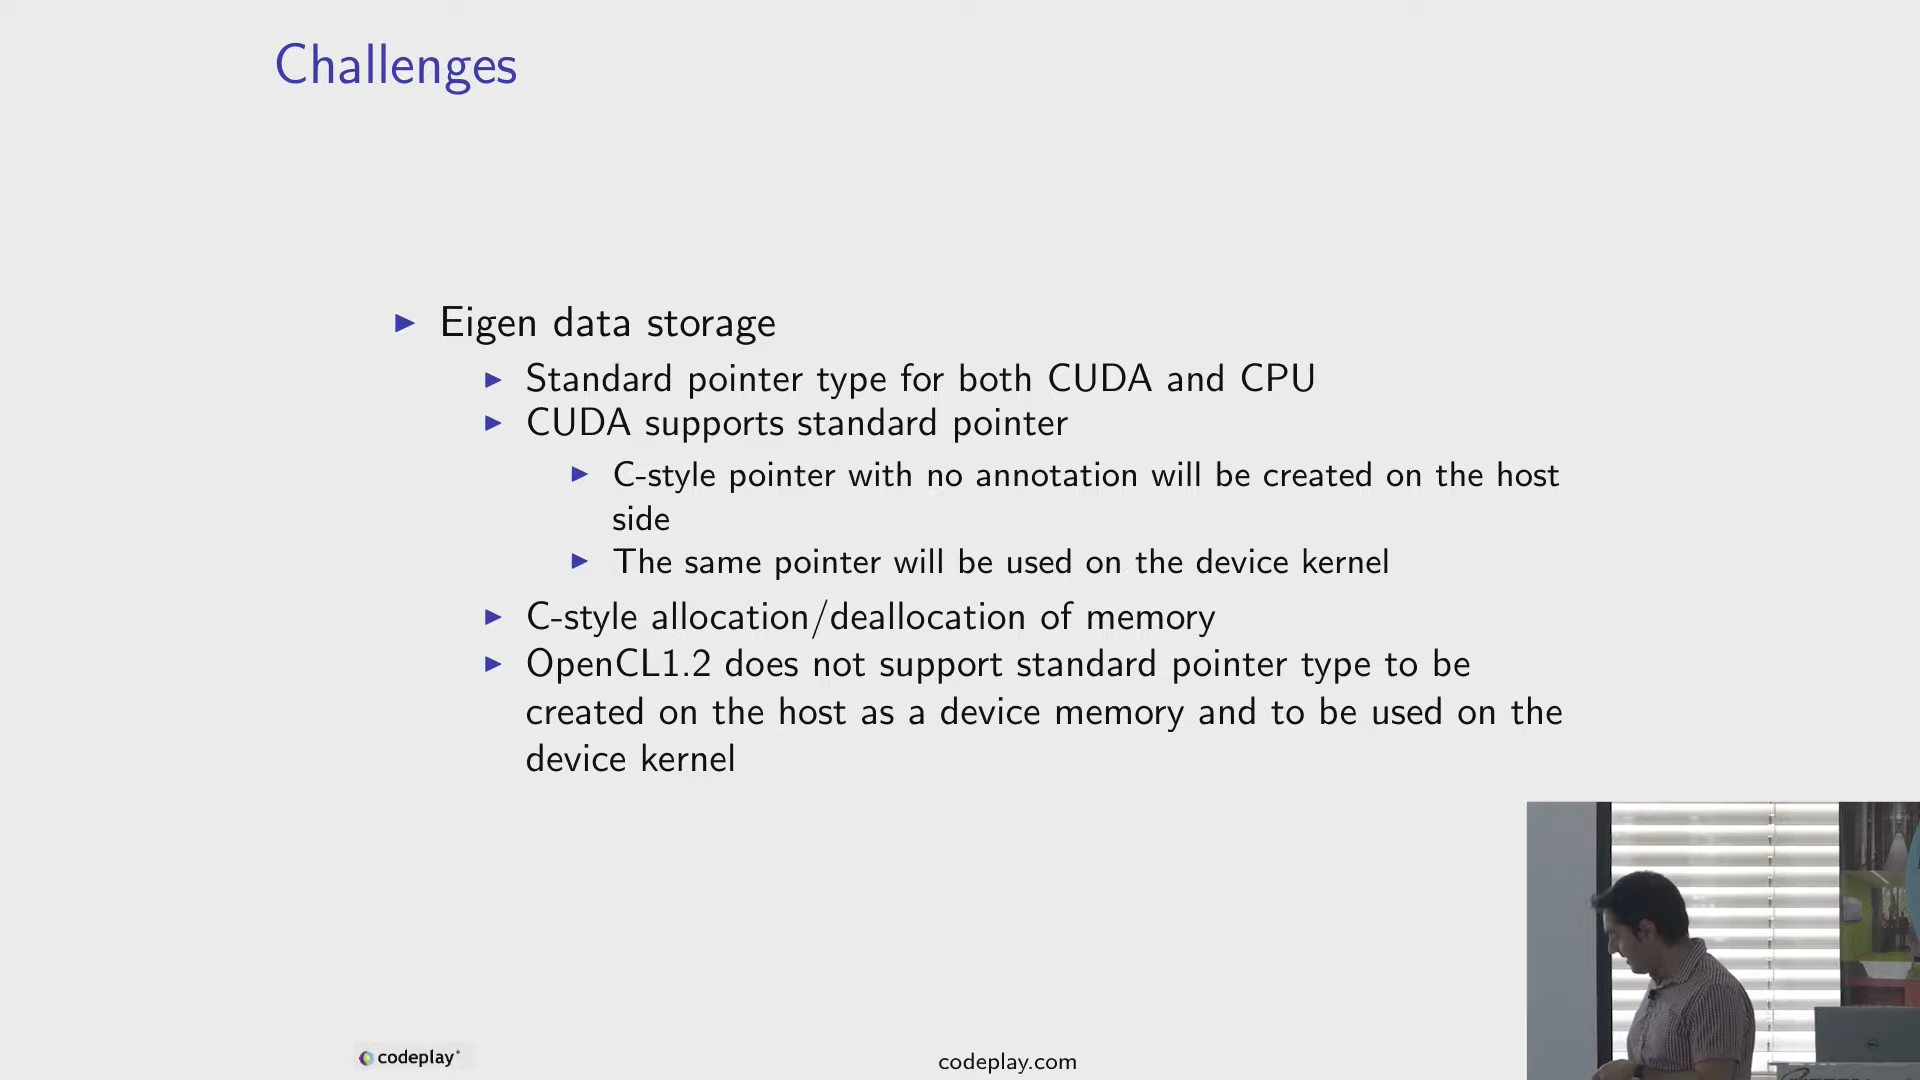 Challenges
Eigen data storage
Standard pointer type for both CUDA and CPU
CUDA supports standard pointer
C-style pointer with no annotation will be created on the host
side
The same pointer will be used on the device kernel
C-style allocation/deallocation of memory
OpenCL1.2 does not support standard pointer type to be
created on the host as a device memory and to be used on the
device kernel
codeplay
codeplay.com